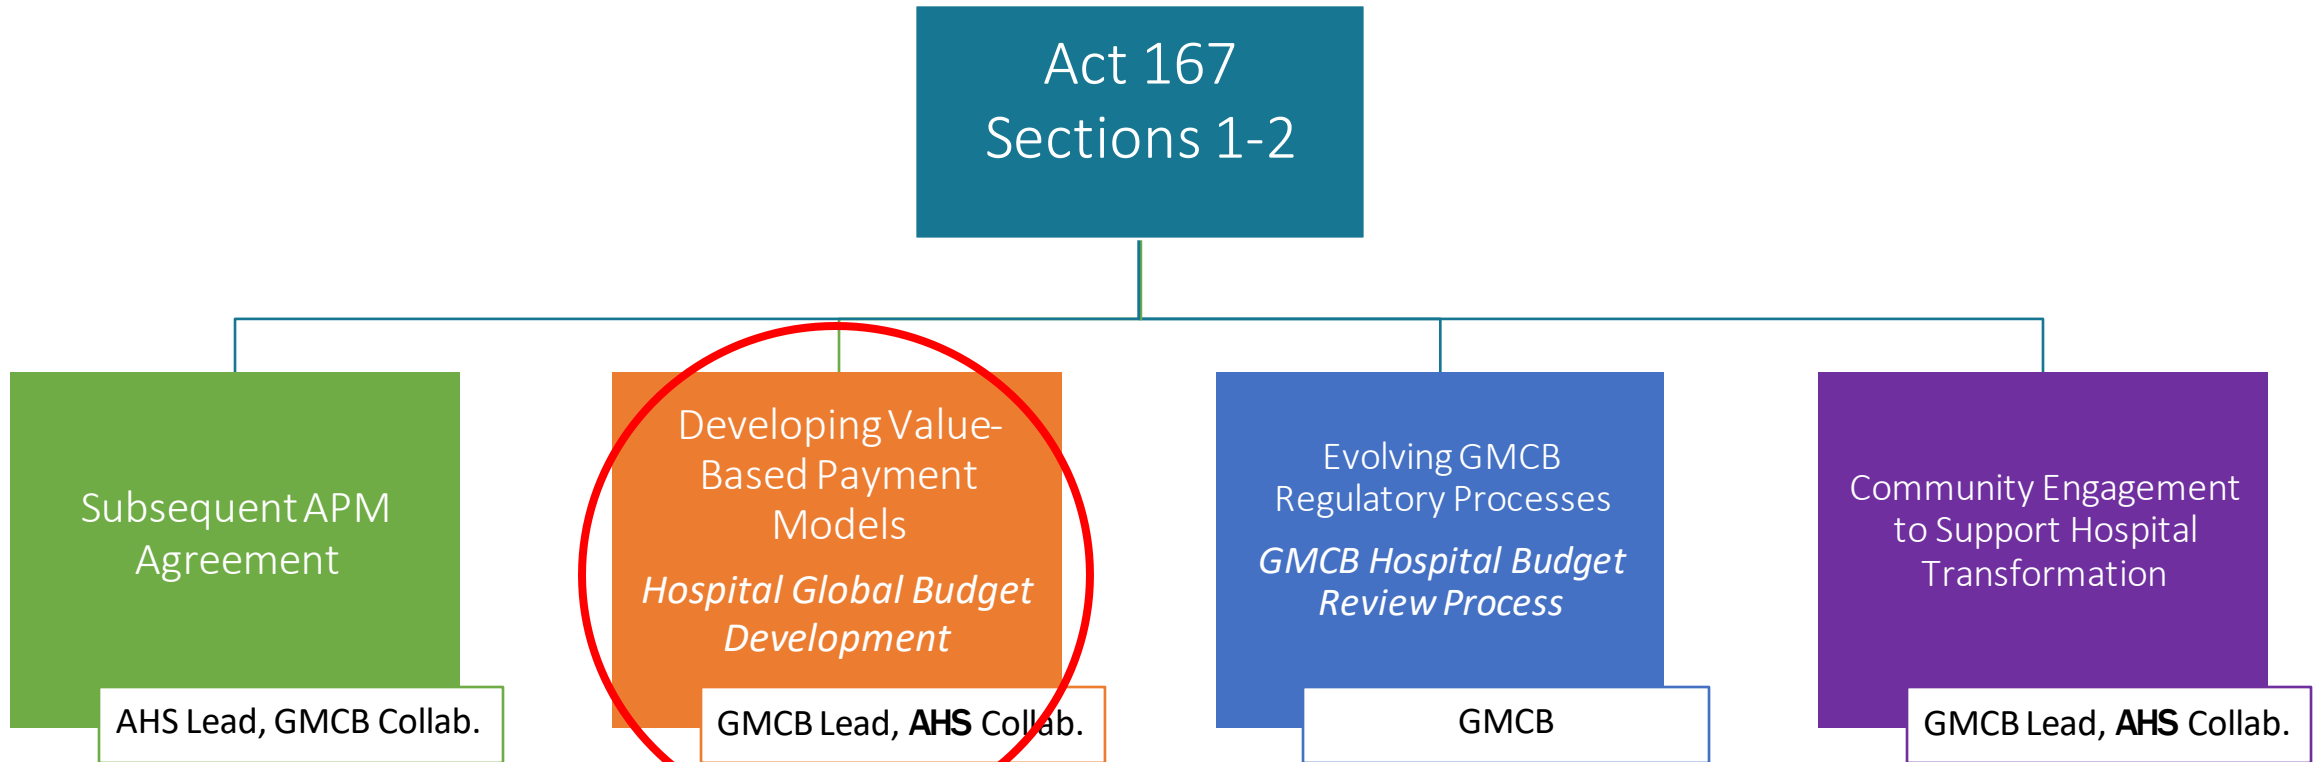 Act 167
Sections 1-2
Subsequent APM
Agreement
AHS Lead, GMCB Collab.
Developing Value-
Based Payment
Models
Hospital Global Budget
Development
GMCB Lead, AHS Collab.
Evolving GMCB
Regulatory Processes
GMCB Hospital Budget
Review Process
GMCB
Community Engagement
to Support Hospital
Transformation
GMCB Lead, AHS Collab.